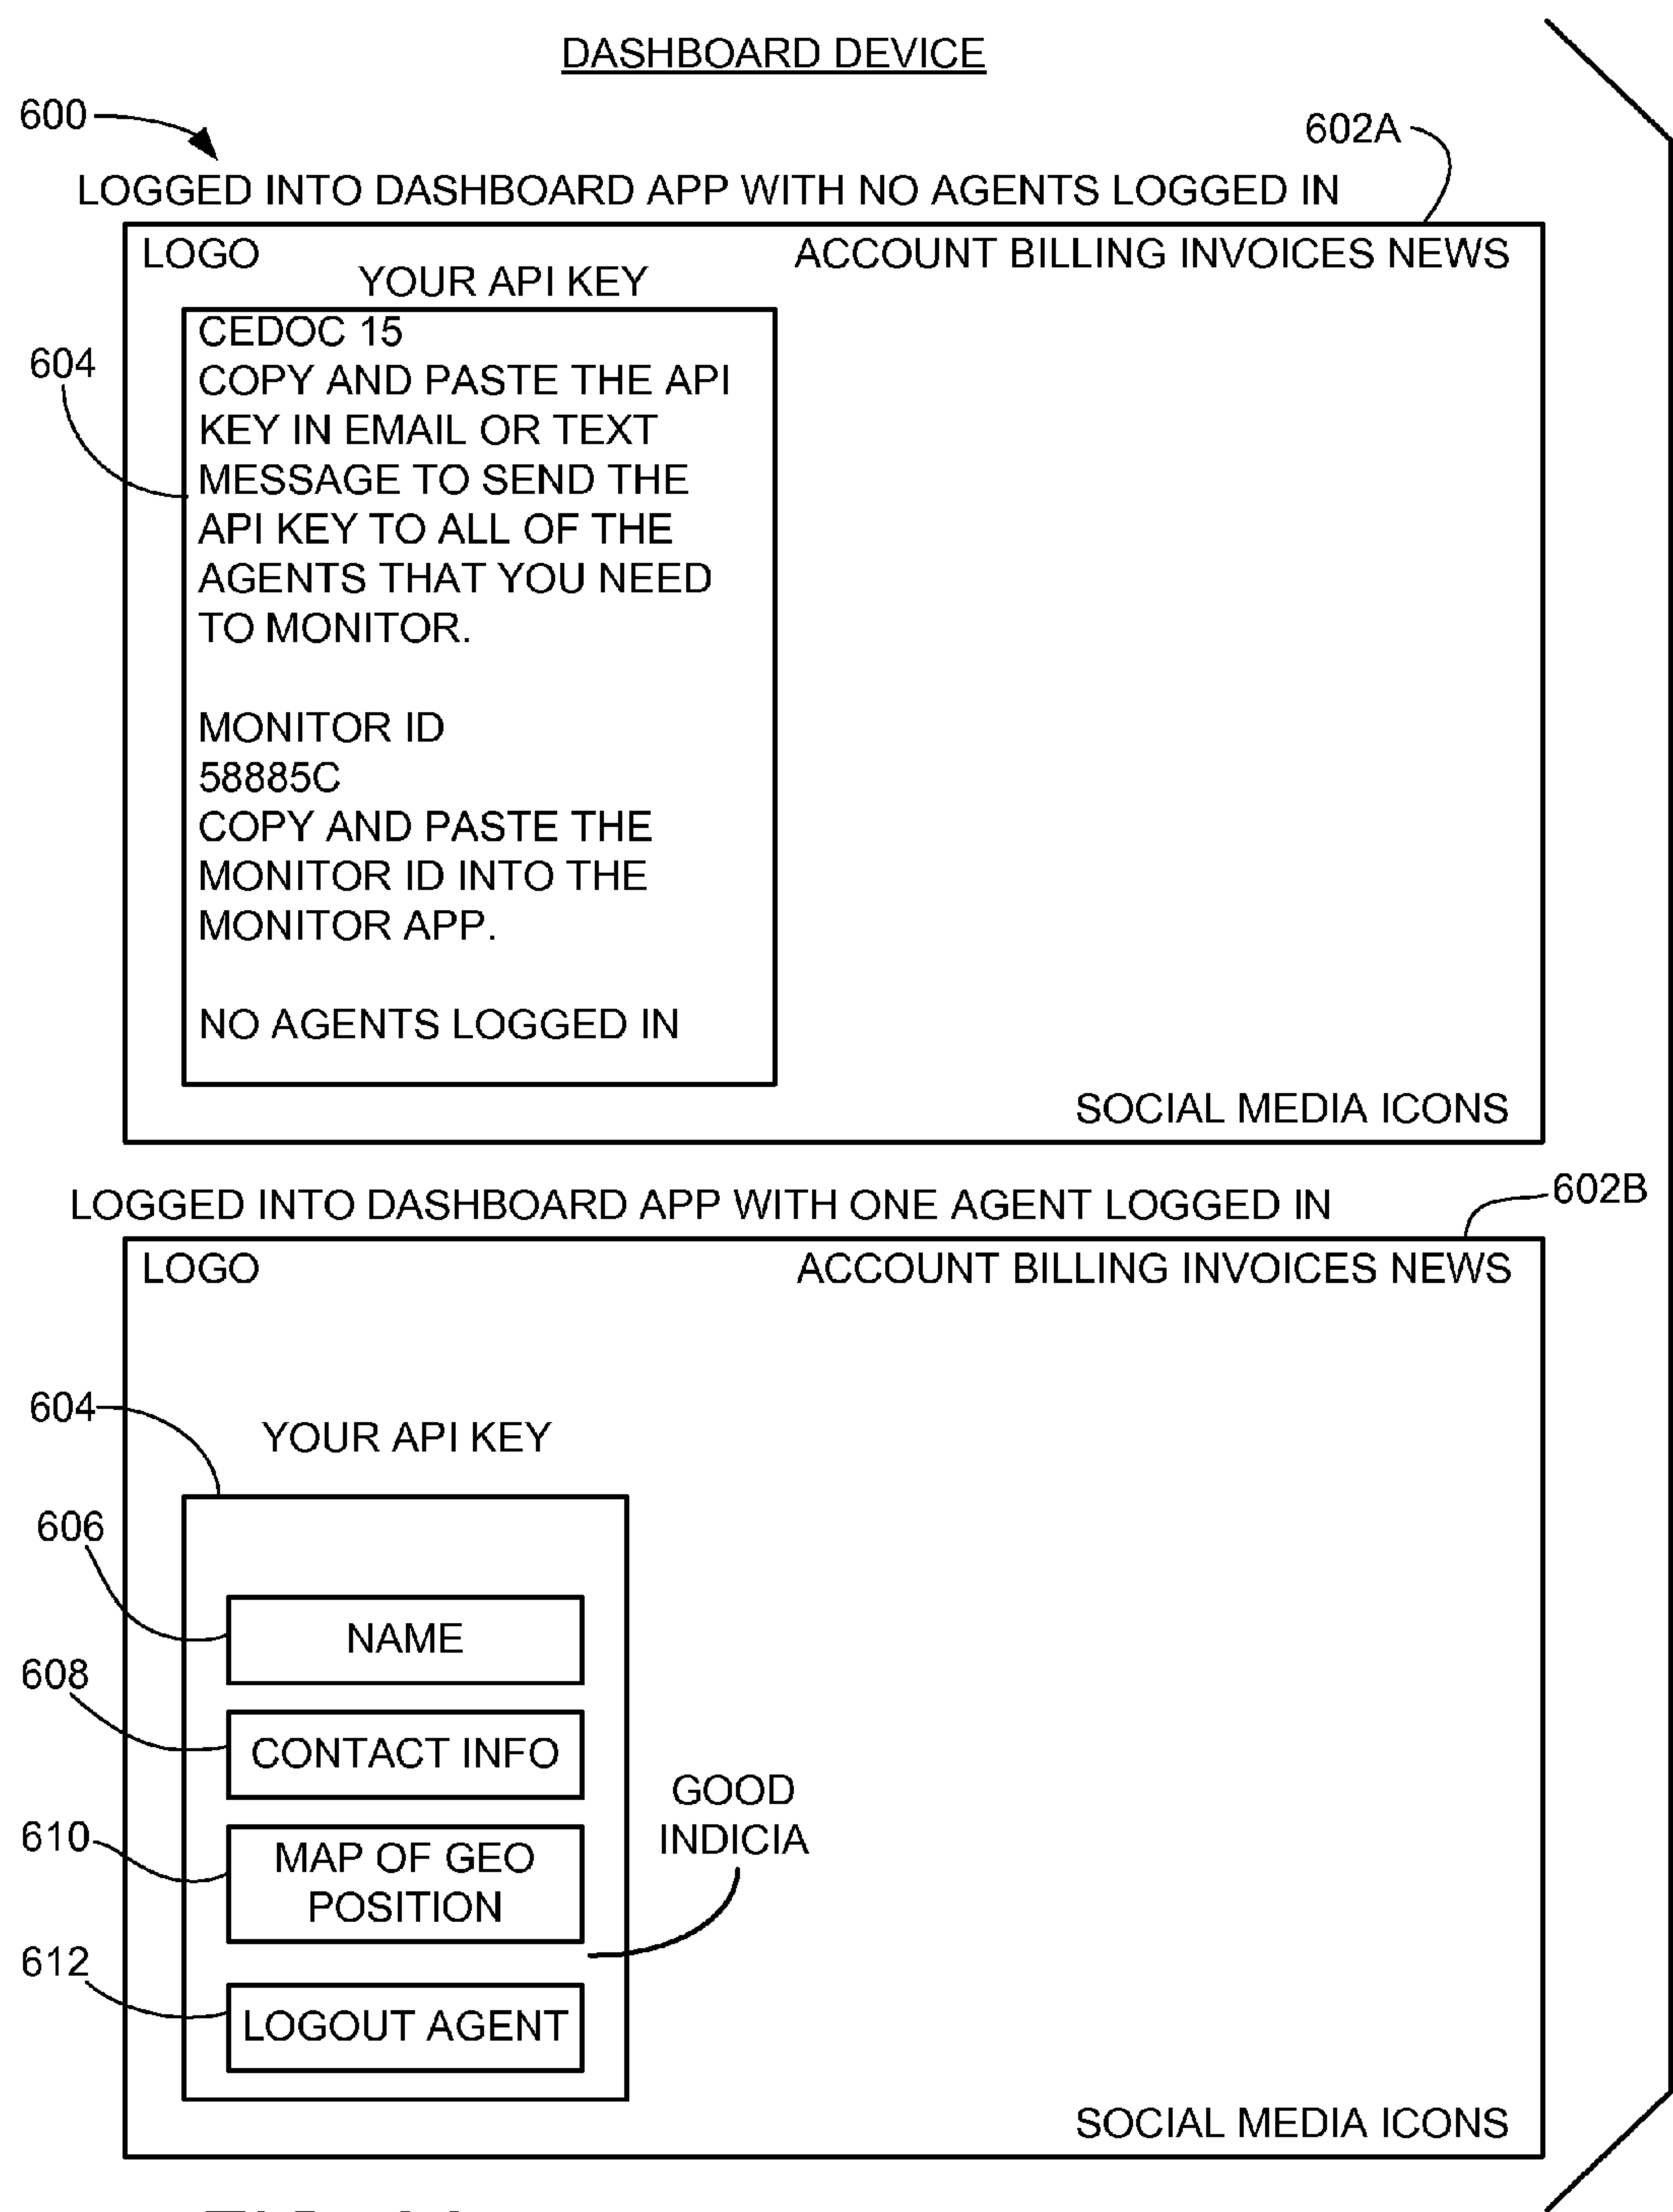 DASHBOARD DEVICE
600
602A
LOGGED INTO DASHBOARD APP WITH NO AGENTS LOGGED IN
LOGO
ACCOUNT BILLING INVOICES NEWS
YOUR API KEY
604
CEDOC 15
COPY AND PASTE THE API
KEY IN EMAIL OR TEXT
MESSAGE TO SEND THE
API KEY TO ALL OF THE
AGENTS THAT YOU NEED
TO MONITOR.
MONITOR ID
58885C
COPY AND PASTE THE
MONITOR ID INTO THE
MONITOR APP.
NO AGENTS LOGGED IN
SOCIAL MEDIA ICONS
LOGGED INTO DASHBOARD APP WITH ONE AGENT LOGGED IN
602B
LOGO
ACCOUNT BILLING INVOICES NEWS
604
YOUR API KEY
606
NAME
608
CONTACT INFO
GOOD
INDICIA
610
MAP OF GEO
POSITION
612
LOGOUT AGENT
SOCIAL MEDIA ICONS